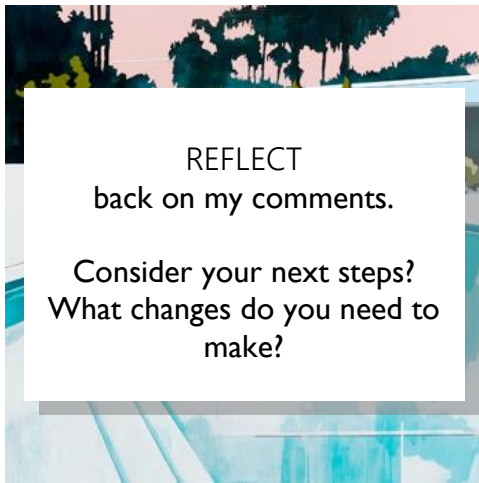 REFLECT
back on my comments.
Consider your next steps?
What changes do you need to
make?